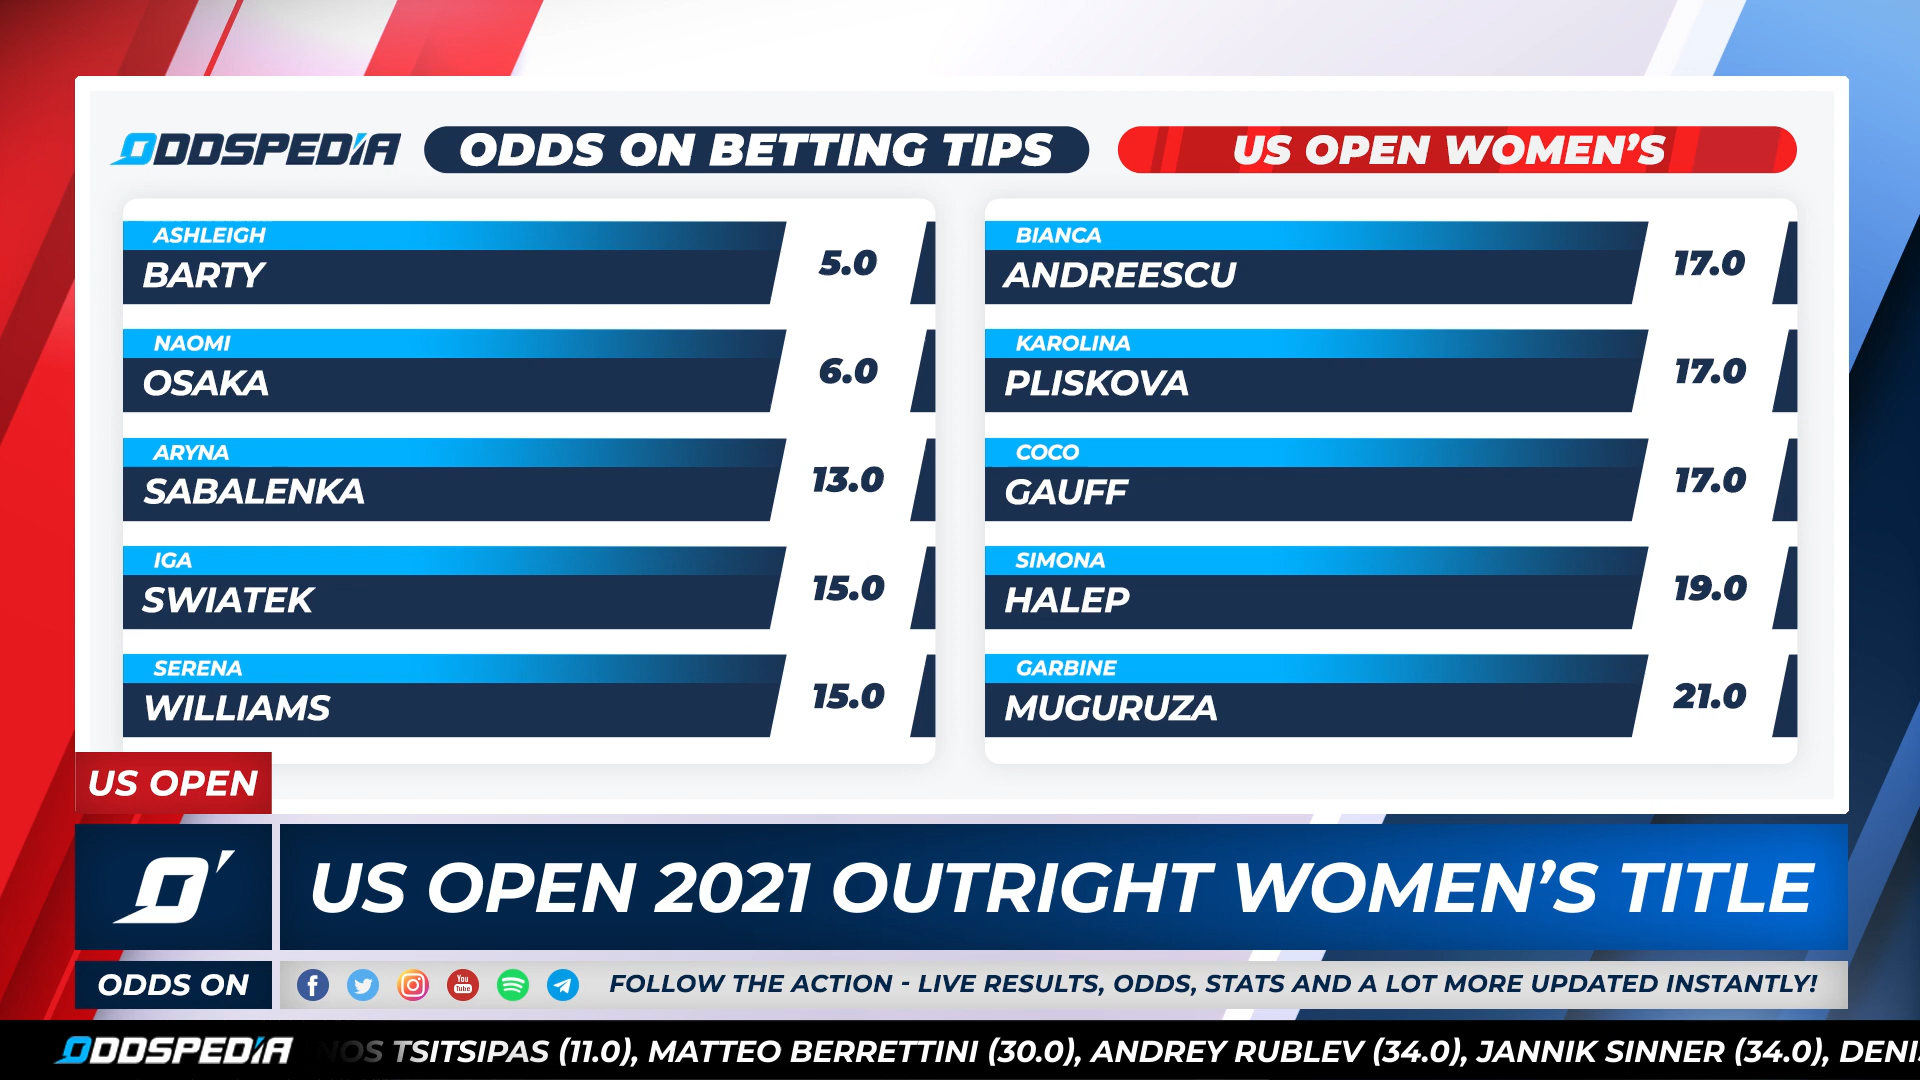 ODDSPEDIA
ODDS ON BETTING TIPS
US OPEN WOMEN'S
ASHLEIGH
BARTY
5.0
NAOMI
OSAKA
6.0
ARYNA
SABALENKA
13.0
IGA
SWIATEK
15.0
SERENA
WILLIAMS
15.0
BIANCA
ANDREESCU
17.0
KAROLINA
PLISKOVA
17.0
COCO
GAUFF
17.0
SIMONA
HALEP
19.0
GARBINE
MUGURUZA
21.0
US OPEN
US OPEN 2021 OUTRIGHT WOMEN'S TITLE
ODDS ON
You Tube
FOLLOW THE ACTION - LIVE RESULTS, ODDS, STATS AND A LOT MORE UPDATED INSTANTLY!
ODDSPEDIA
NOS TSITSIPAS (11.0), MATTEO BERRETTINI (30.0), ANDREY RUBLEV (34.0), JANNIK SINNER (34.0), DENIS